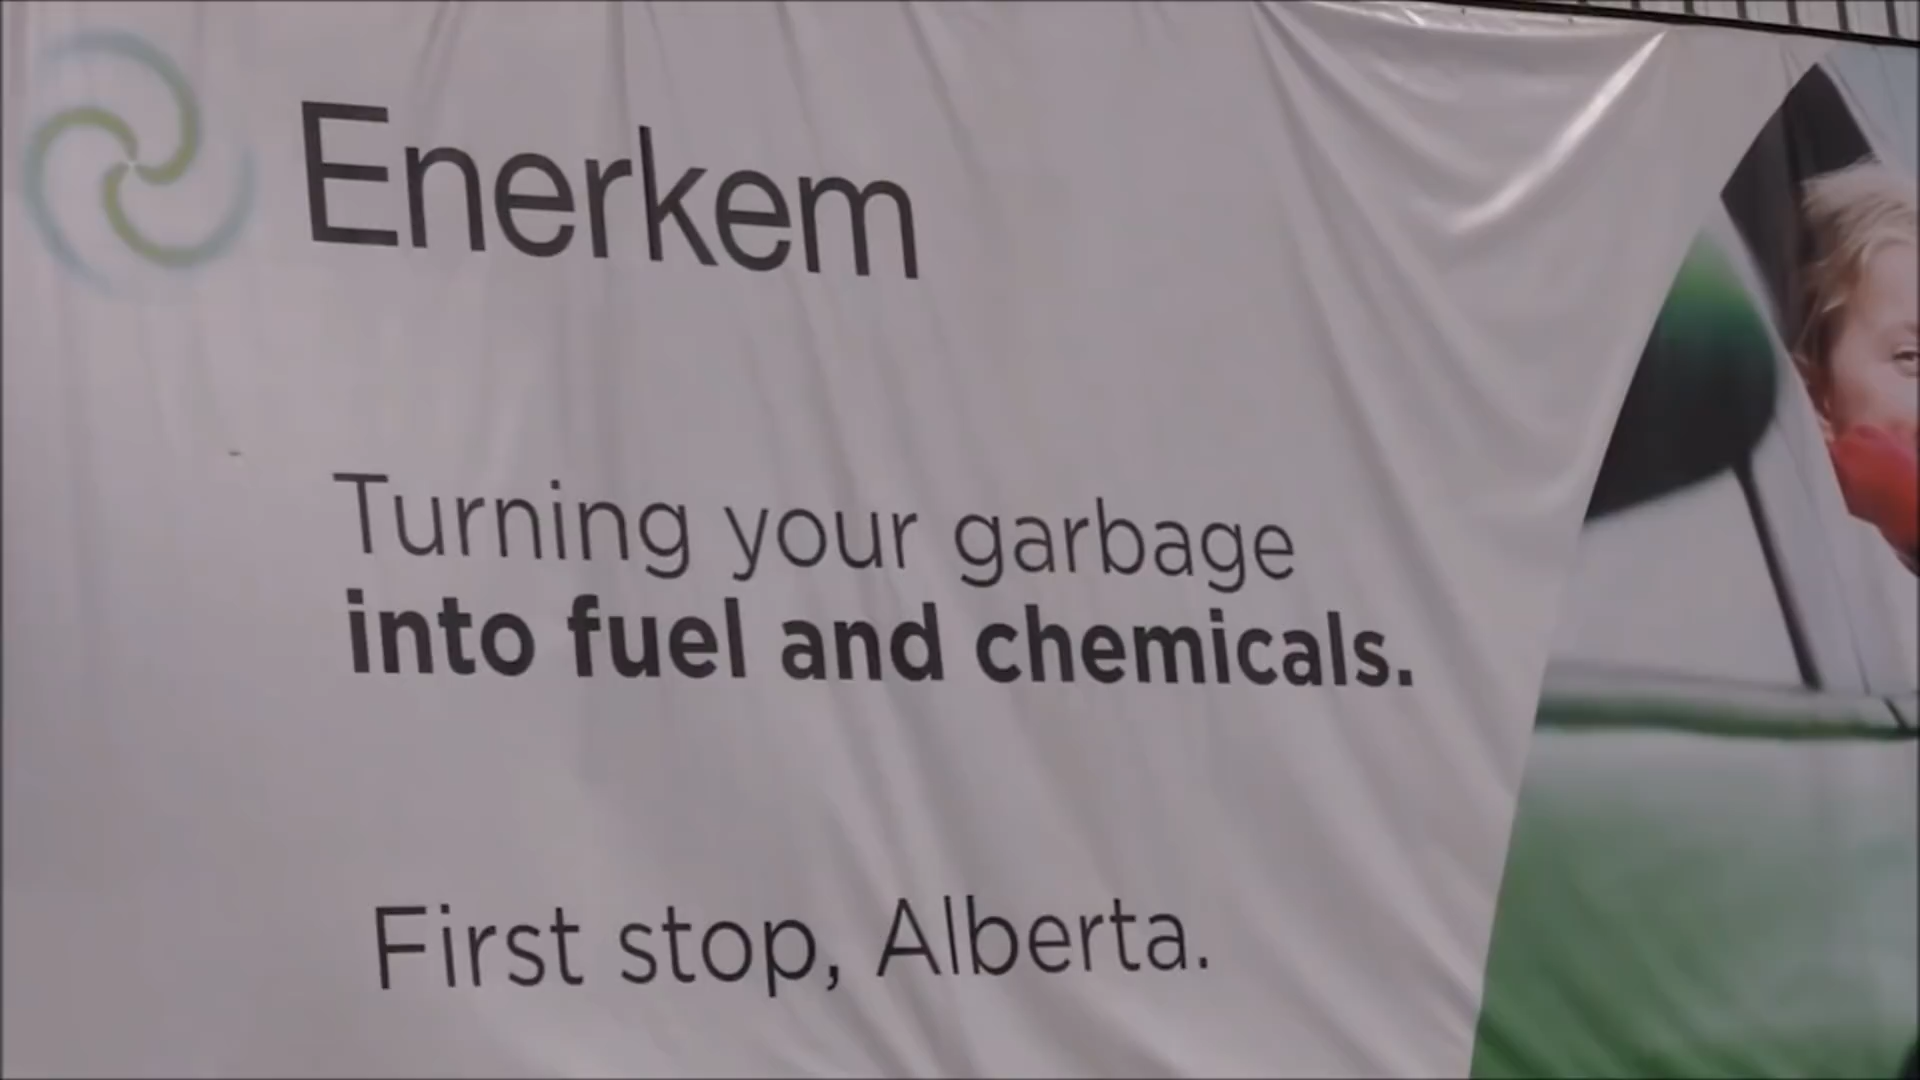 Enerkem
Turning your garbage
into fuel and chemicals.
First stop, Alberta.